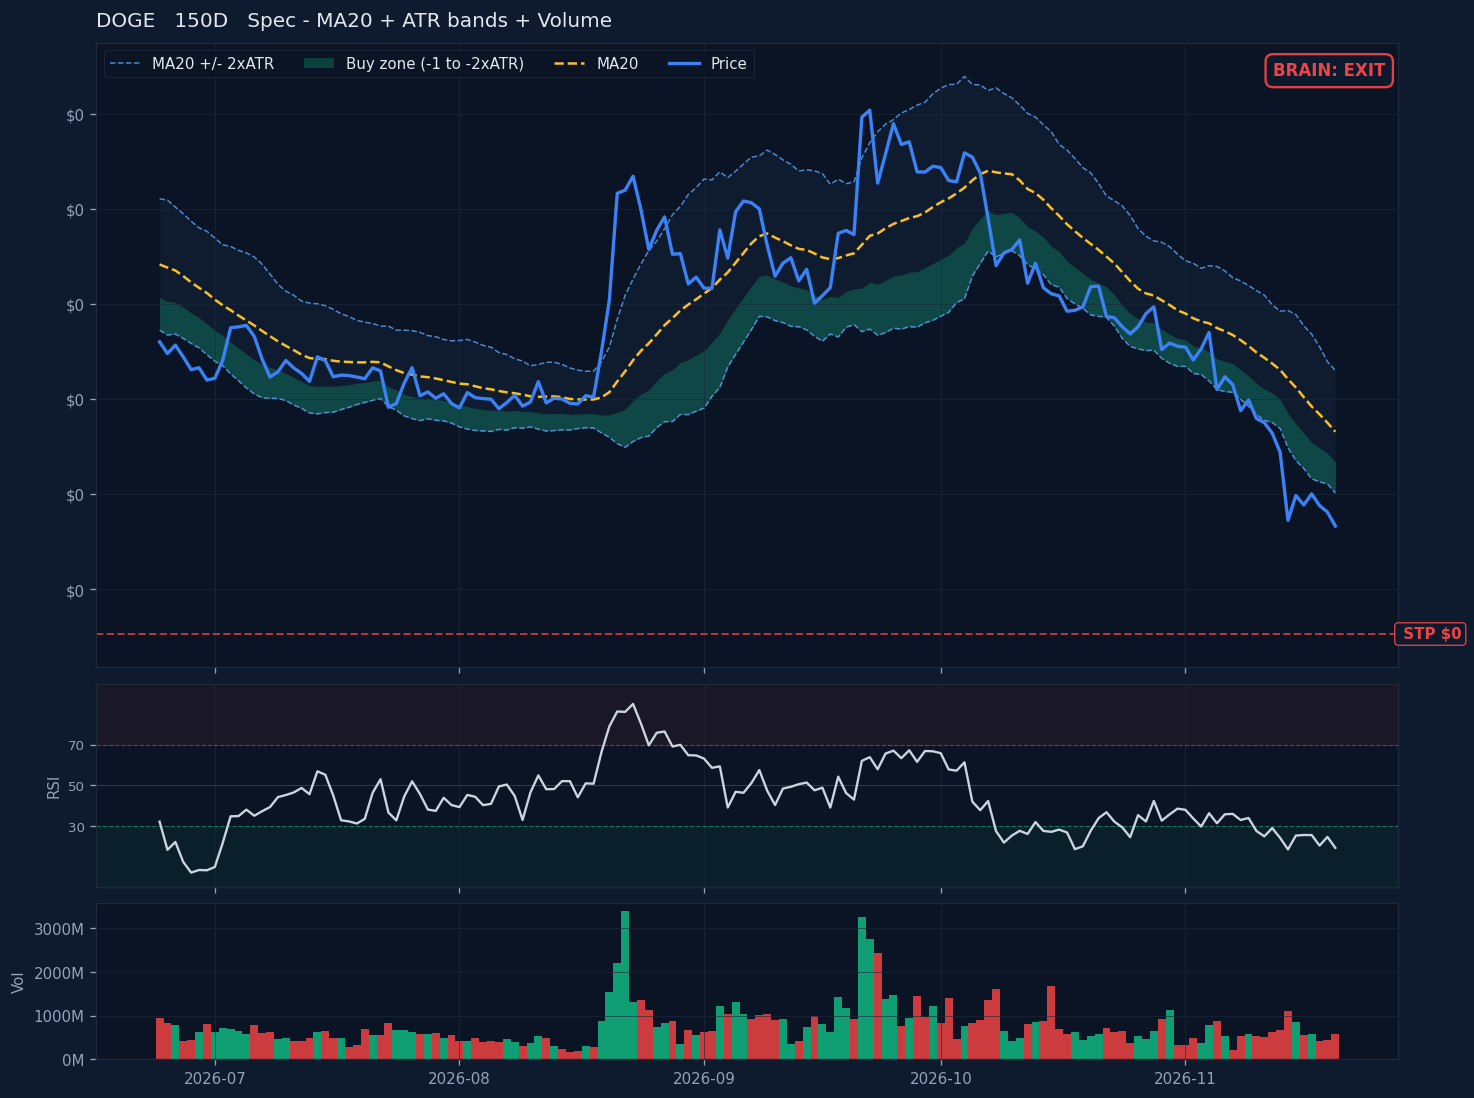 DOGE   150D   Spec - MA20 + ATR bands + Volume
MA20 +/- 2xATR
Buy zone (-1 to -2xATR)
MA20
Price
BRAIN: EXIT
$0
$0
$0
$0
$0
$0
STP $0
RSI
70
50
30
Vol
3000M
2000M
1000M
0M
2026-07
2026-08
2026-09
2026-10
2026-11